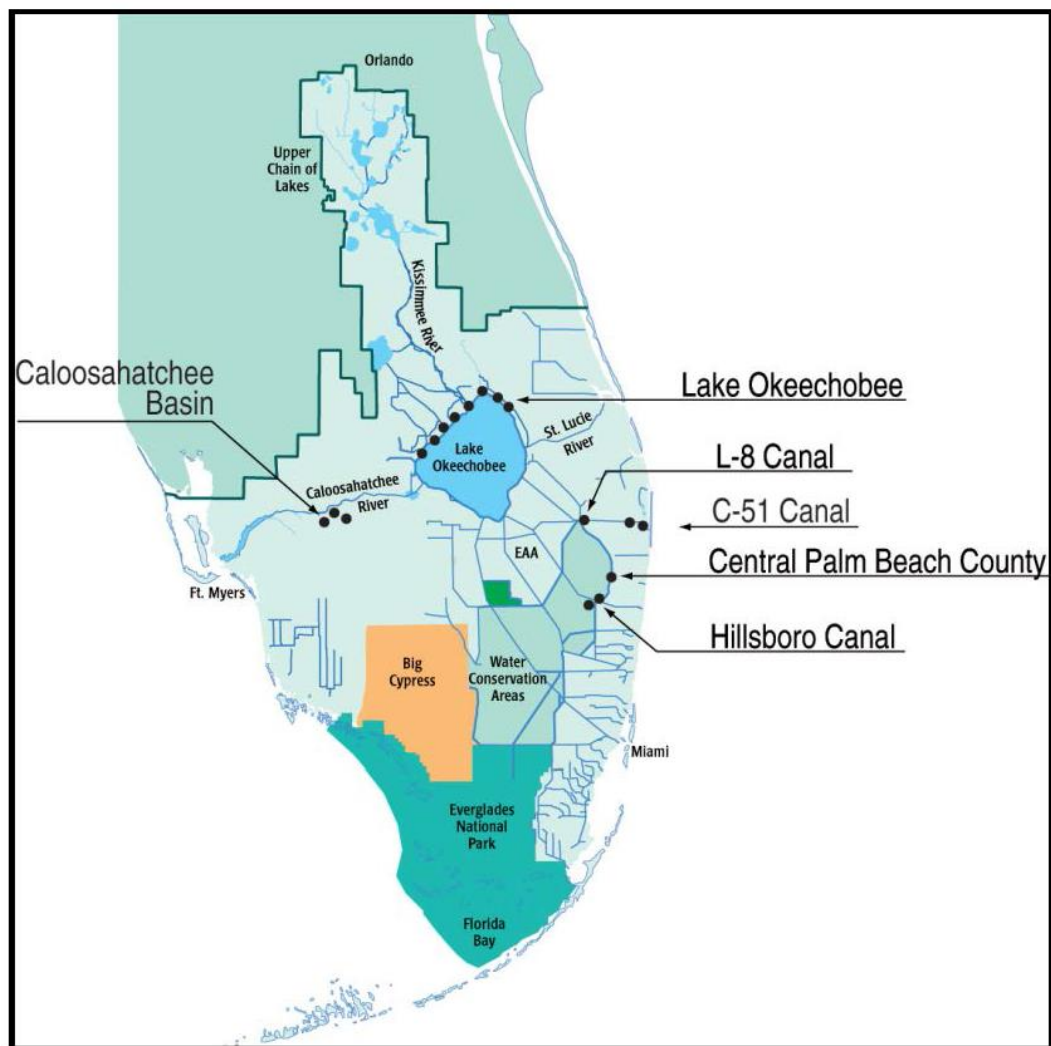 Orlando
Upper
Chain of
Lakes
Kissimmee River
Caloosahatchee
Basin
Lake Okeechobee
St. Lucie
River
Lake
Okeechobee
L-8 Canal
Caloosahatchee
River
C-51 Canal
EAA
Central Palm Beach County
Ft. Myers
Hillsboro Canal
Big
Cypress
Water
Conservation
Areas
Miami
Everglades
National
Park
Florida
Bay